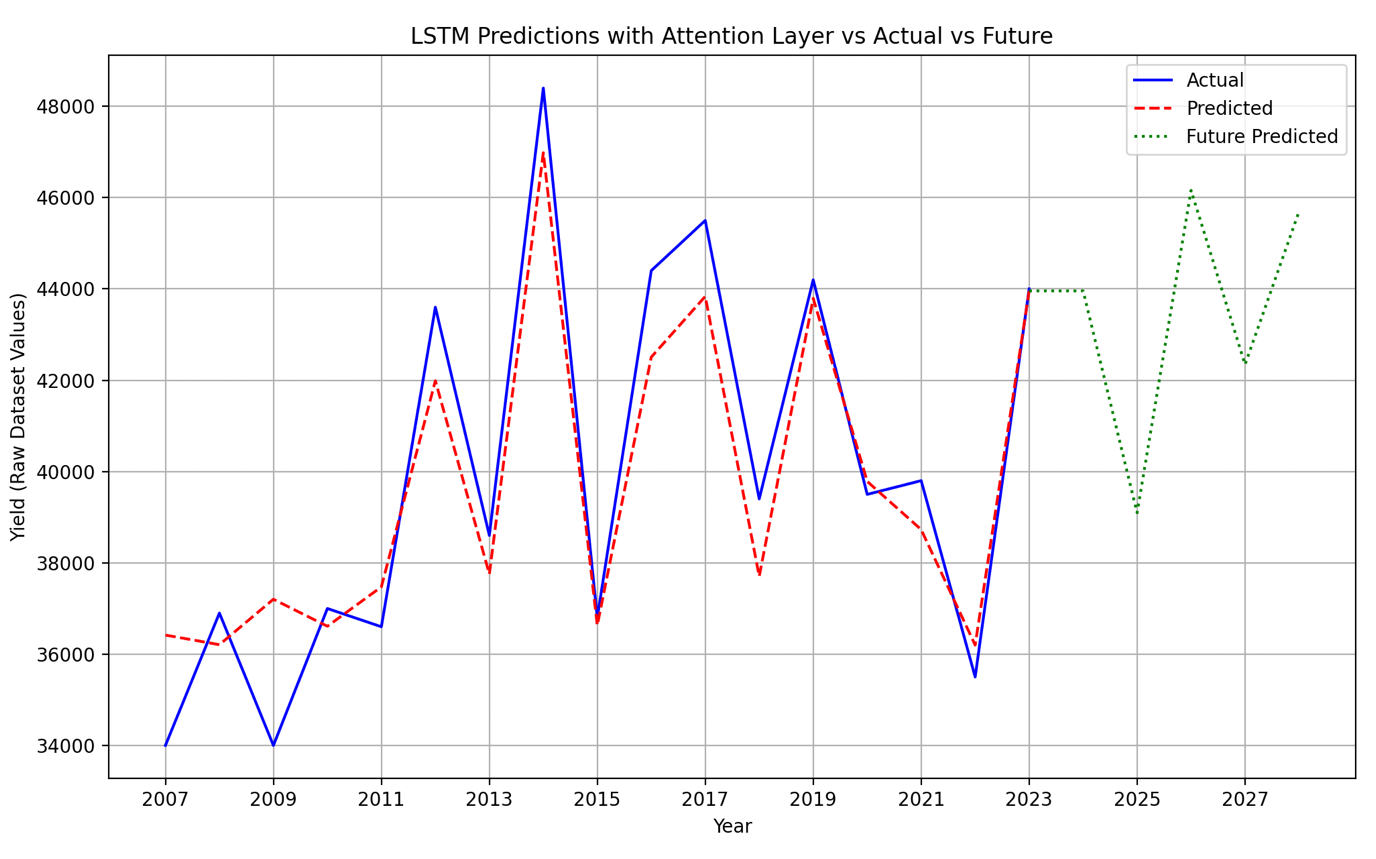 LSTM Predictions with Attention Layer vs Actual vs Future
Actual
Predicted
Future Predicted
Yield (Raw Dataset Values)
48000
46000
44000
42000
40000
38000
36000
34000
2007 2009 2011 2013 2015 2017 2019 2021 2023 2025 2027
Year